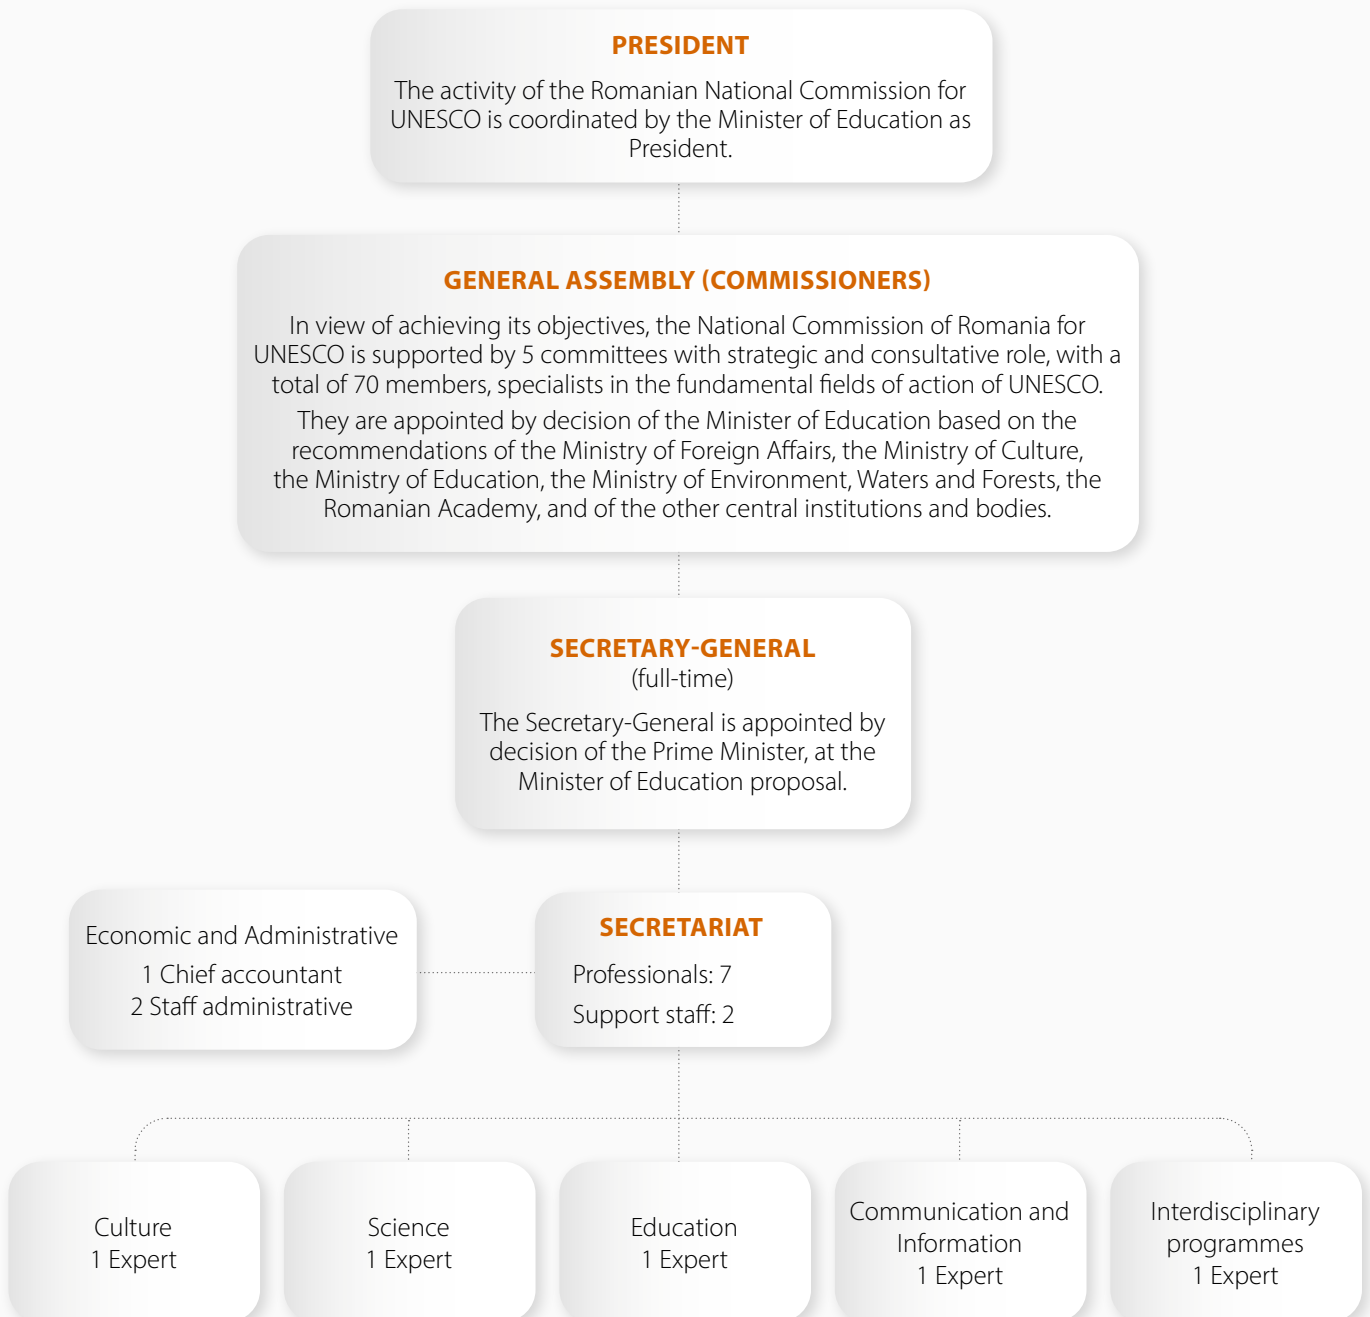 PRESIDENT
The activity of the Romanian National Commission for
UNESCO is coordinated by the Minister of Education as
President.
GENERAL ASSEMBLY (COMMISSIONERS)
In view of achieving its objectives, the National Commission of Romania for
UNESCO is supported by 5 committees with strategic and consultative role, with a
total of 70 members, specialists in the fundamental fields of action of UNESCO.
They are appointed by decision of the Minister of Education based on the
recommendations of the Ministry of Foreign Affairs, the Ministry of Culture,
the Ministry of Education, the Ministry of Environment, Waters and Forests, the
Romanian Academy, and of the other central institutions and bodies.
SECRETARY-GENERAL
(full-time)
The Secretary-General is appointed by
decision of the Prime Minister, at the
Minister of Education proposal.
Economic and Administrative
1 Chief accountant
2 Staff administrative
SECRETARIAT
Professionals: 7
Support staff: 2
Culture
1 Expert
Science
1 Expert
Education
1 Expert
Communication and
Information
1 Expert
Interdisciplinary
programmes
1 Expert